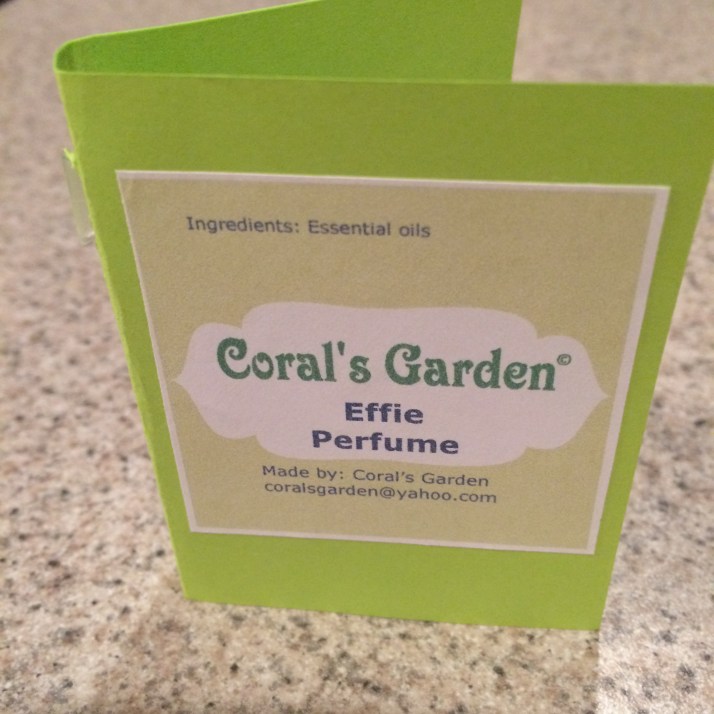 Ingredients: Essential oils
Coral's Garden©
Effie
Perfume
Made by: Coral's Garden
coralsgarden@yahoo.com